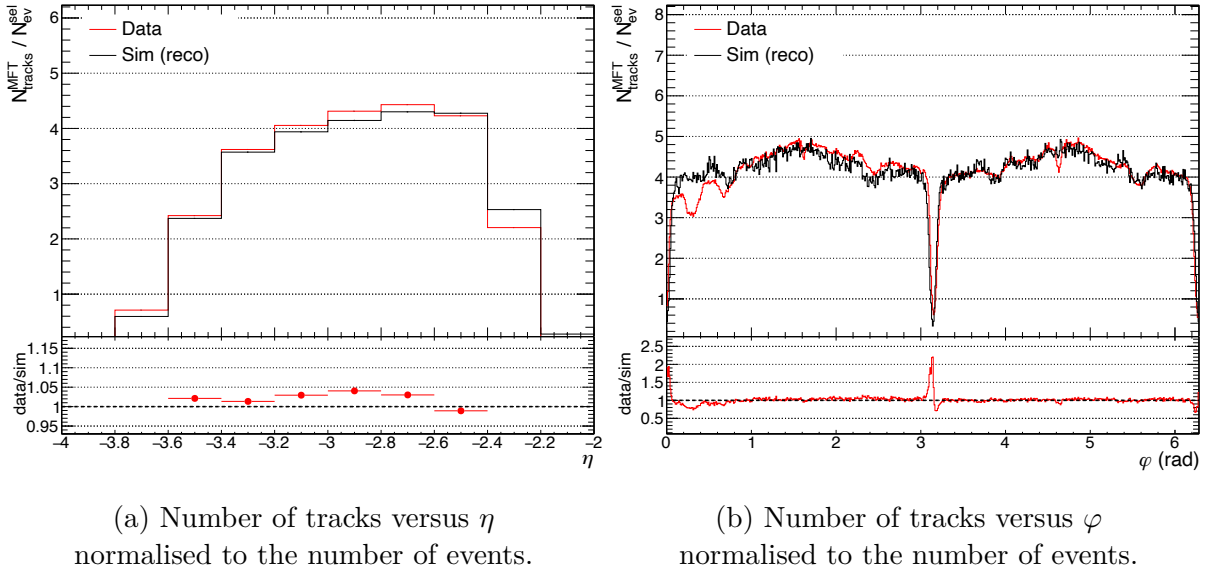 N^MFT_tracks / N^sel_ev
6
5
4
3
2
1
Data
Sim (reco)
data/sim
1.15
1.1
1.05
1
0.95
−4 −3.8 −3.6 −3.4 −3.2 −3 −2.8 −2.6 −2.4 −2.2 −2
η
N^MFT_tracks / N^sel_ev
8
7
6
5
4
3
2
1
Data
Sim (reco)
data/sim
2.5
2
1.5
1
0.5
0 1 2 3 4 5 6
φ (rad)
(a) Number of tracks versus η
normalised to the number of events.
(b) Number of tracks versus φ
normalised to the number of events.